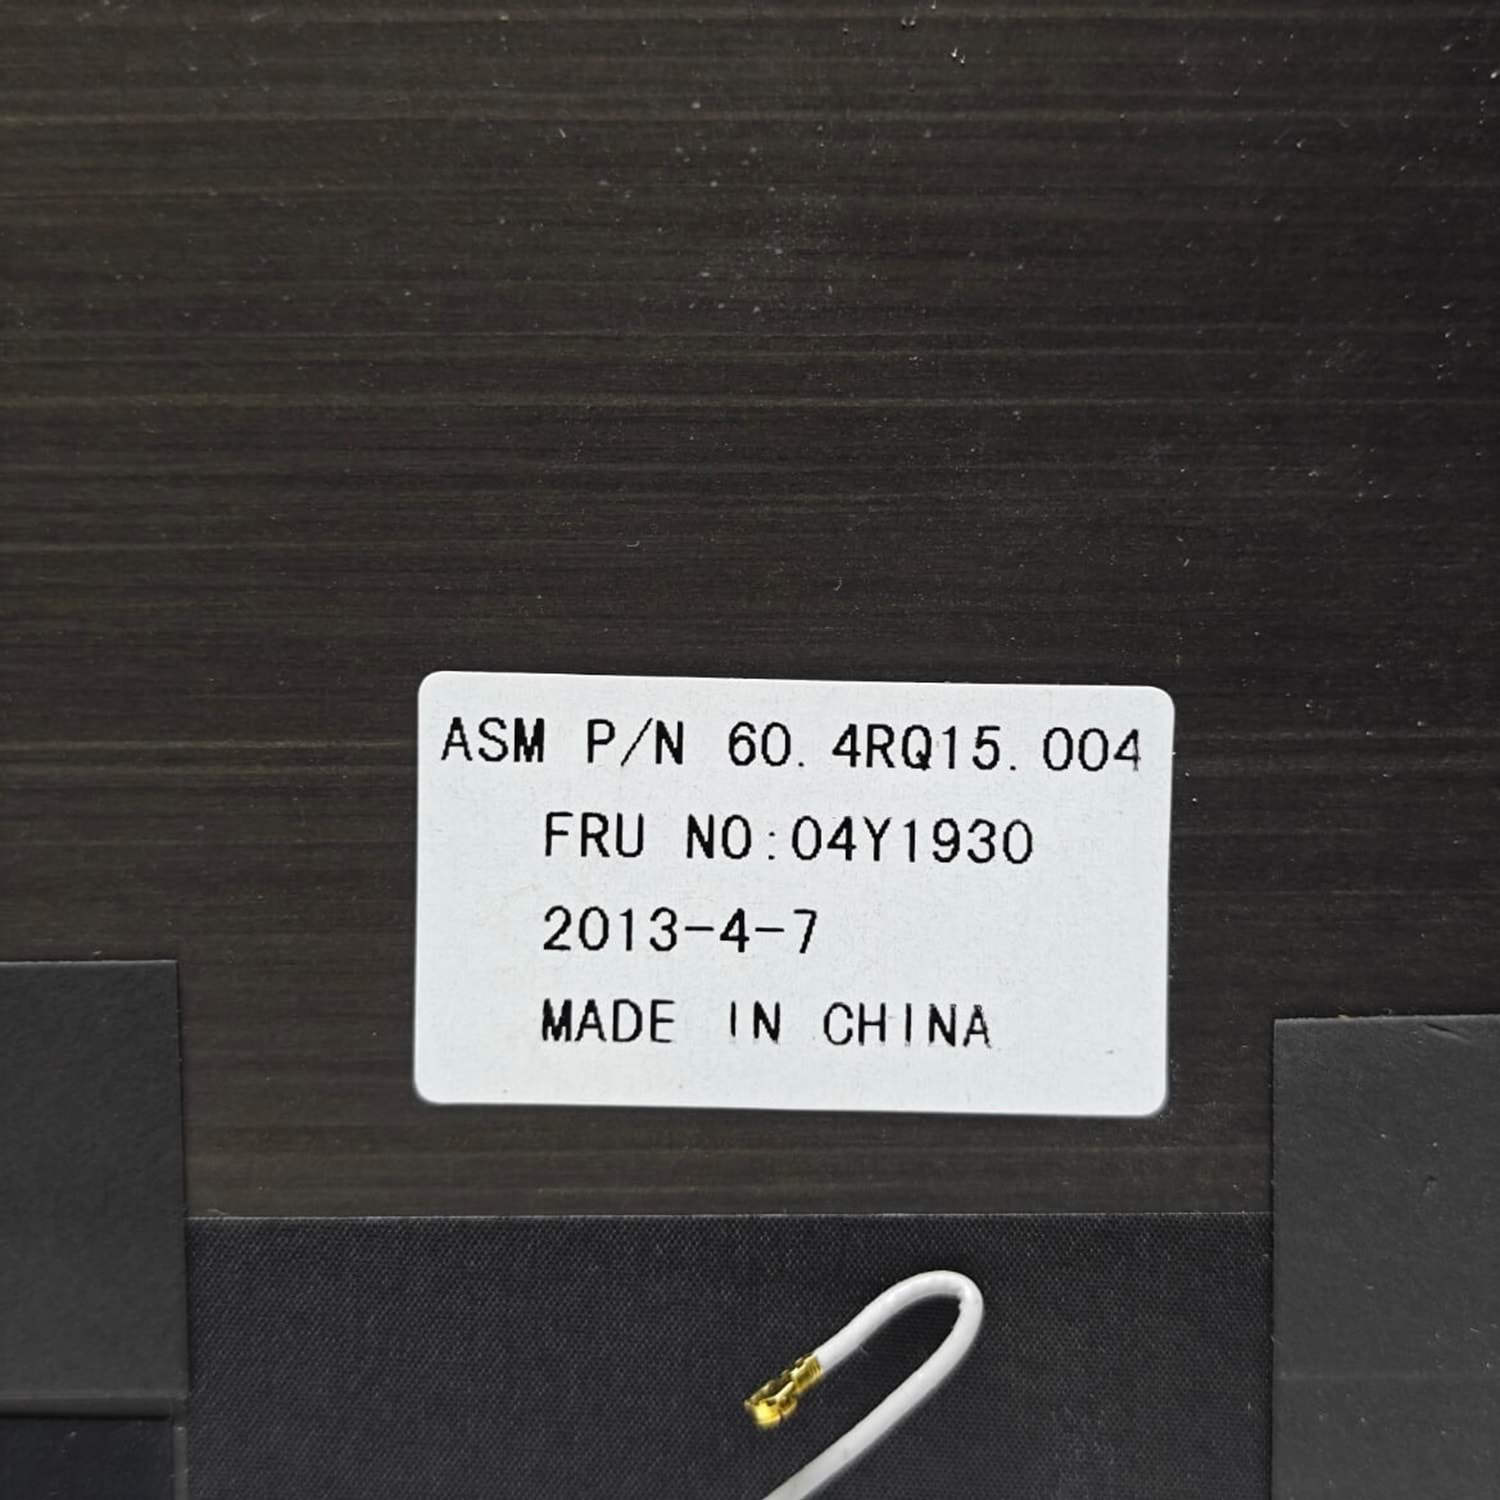 ASM P/N 60.4RQ15.004
FRU NO:04Y1930
2013-4-7
MADE IN CHINA